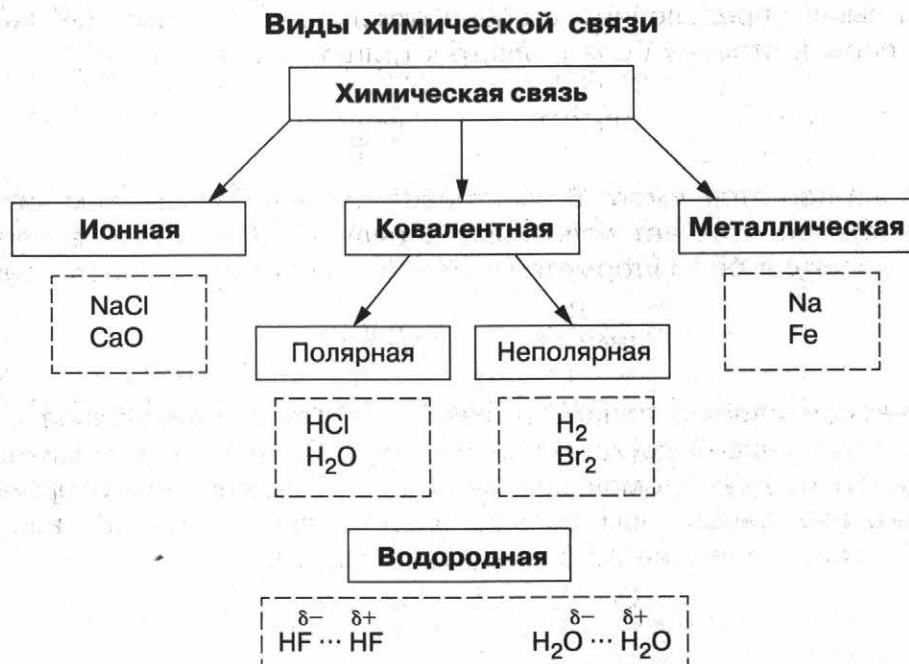 Виды химической связи
Химическая связь
Ионная
Ковалентная
Металлическая
NaCl
CaO
Na
Fe
Полярная
Неполярная
HCl
H₂O
H₂
Br₂
Водородная
δ− δ+ δ− δ+
HF ··· HF H₂O ··· H₂O